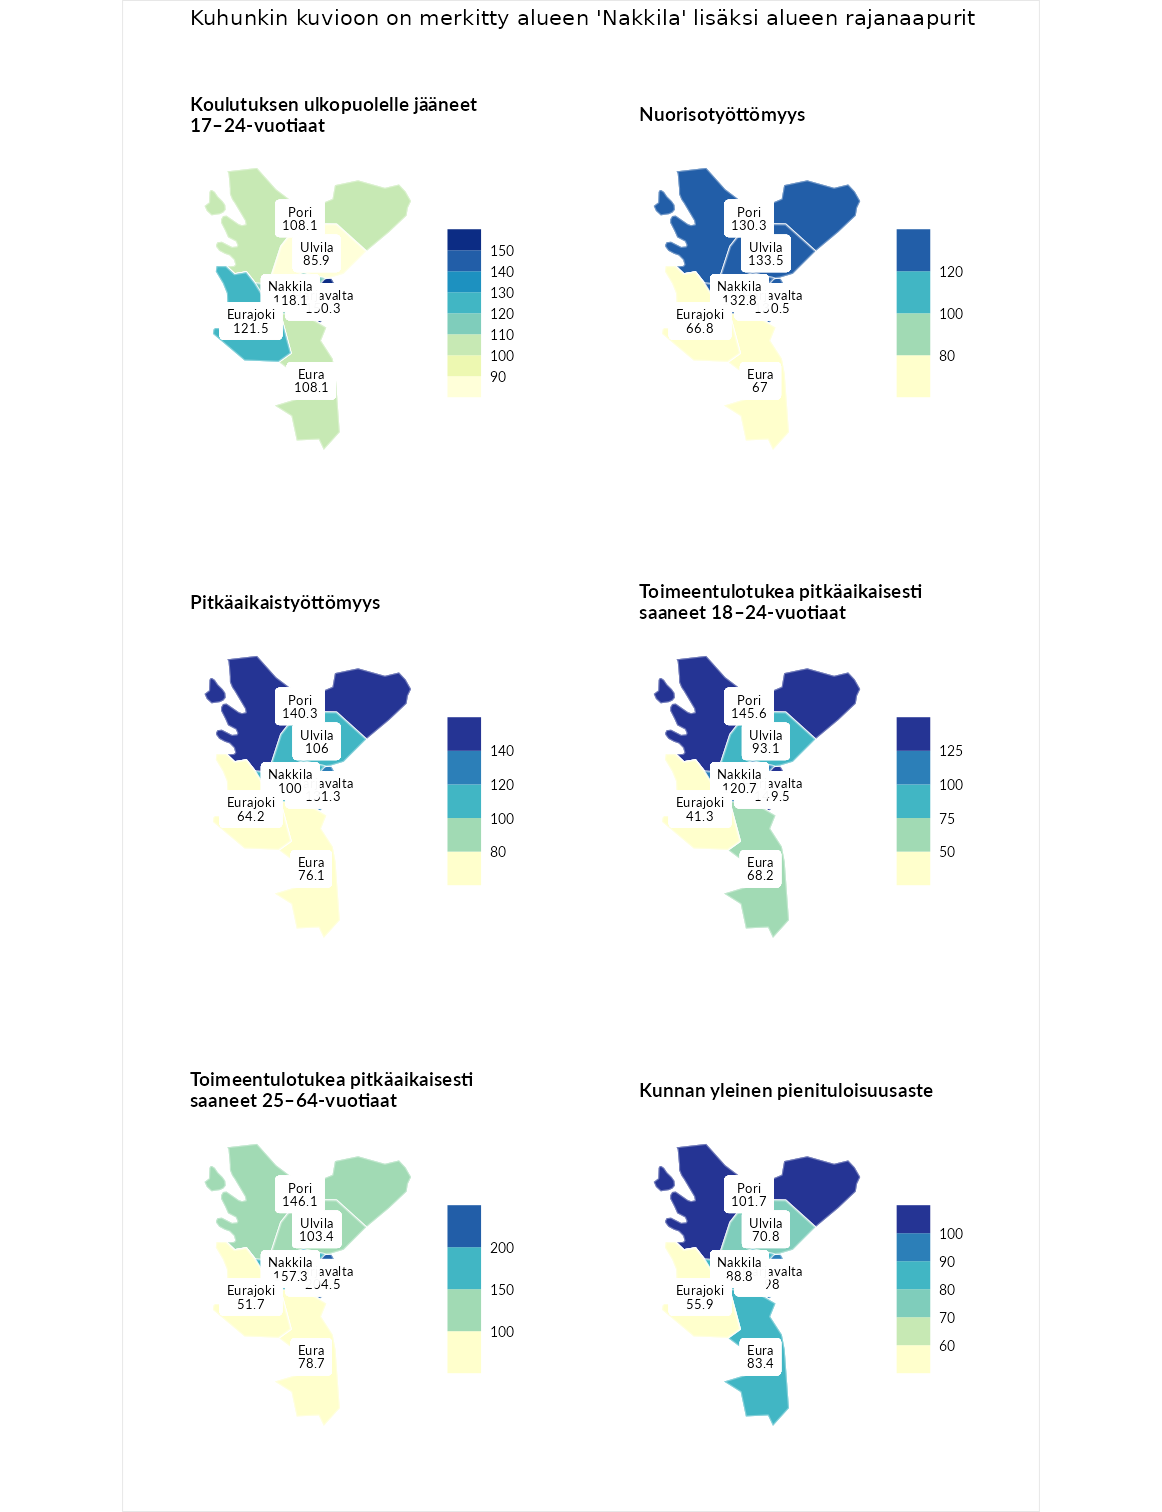 Kuhunkin kuvioon on merkitty alueen 'Nakkila' lisäksi alueen rajanaapurit
Koulutuksen ulkopuolelle jääneet
17–24-vuotiaat
Pori
108.1
Ulvila
85.9
Nakkila
118.1
Eurajoki
121.5
Eura
108.1
150
140
130
120
110
100
90
Nuorisotyöttömyys
Pori
130.3
Ulvila
133.5
Nakkila
132.8
Eurajoki
66.8
Eura
67
120
100
80
Pitkäaikaistyöttömyys
Pori
140.3
Ulvila
106
Nakkila
100
Eurajoki
64.2
Eura
76.1
140
120
100
80
Toimeentulotukea pitkäaikaisesti
saaneet 18–24-vuotiaat
Pori
145.6
Ulvila
93.1
Nakkila
120.7
Eurajoki
41.3
Eura
68.2
125
100
75
50
Toimeentulotukea pitkäaikaisesti
saaneet 25–64-vuotiaat
Pori
146.1
Ulvila
103.4
Nakkila
157.3
Eurajoki
51.7
Eura
78.7
200
150
100
Kunnan yleinen pienituloisuusaste
Pori
101.7
Ulvila
70.8
Nakkila
88.8
Eurajoki
55.9
Eura
83.4
100
90
80
70
60